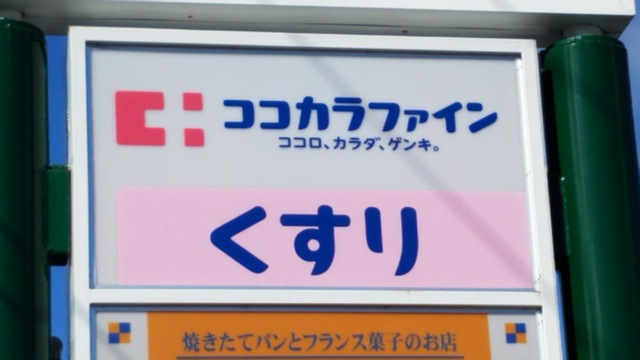 ココカラファイン
ココロ、カラダ、ゲンキ。
くすり
焼きたてパンとフランス菓子のお店